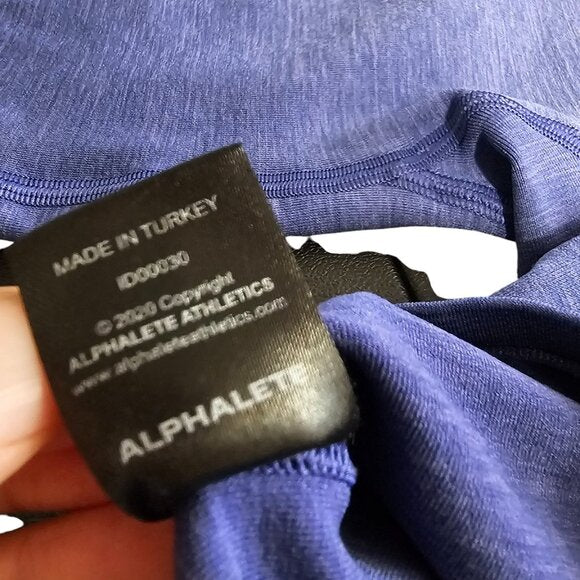 MADE IN TURKEY
ID00030
© 2020 Copyright
ALPHALETE ATHLETICS
www.alphaleteathletics.com
ALPHALETE